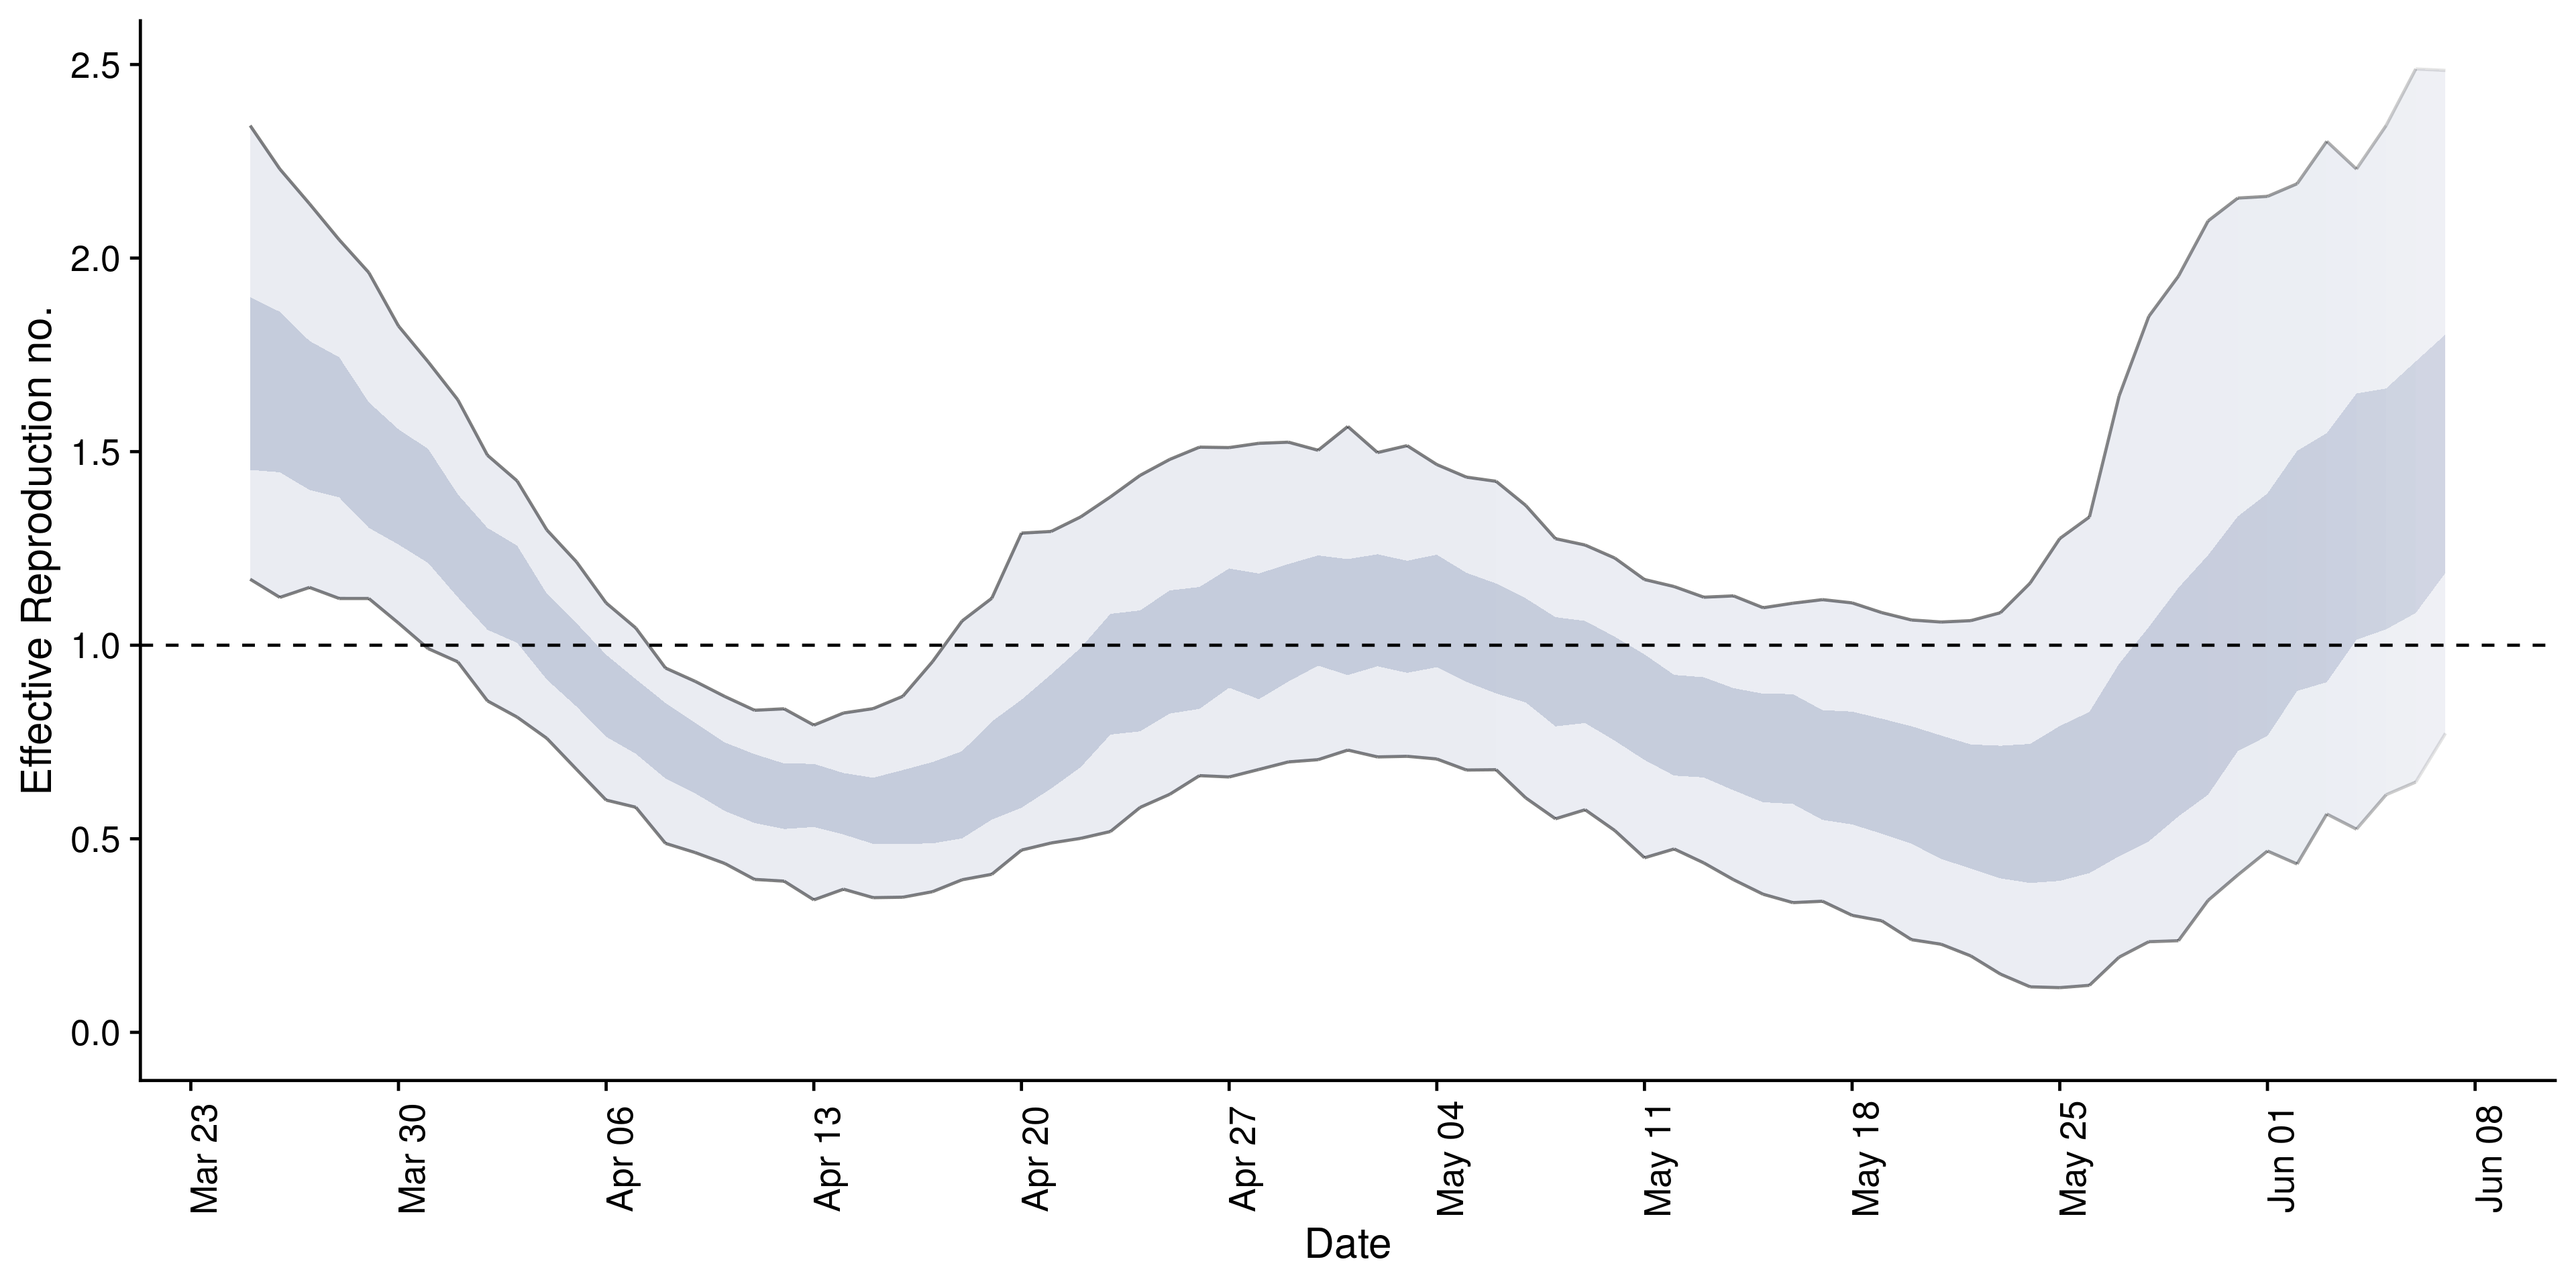 Effective Reproduction no.
2.5
2.0
1.5
1.0
0.5
0.0
Mar 23
Mar 30
Apr 06
Apr 13
Apr 20
Apr 27
May 04
May 11
May 18
May 25
Jun 01
Jun 08
Date